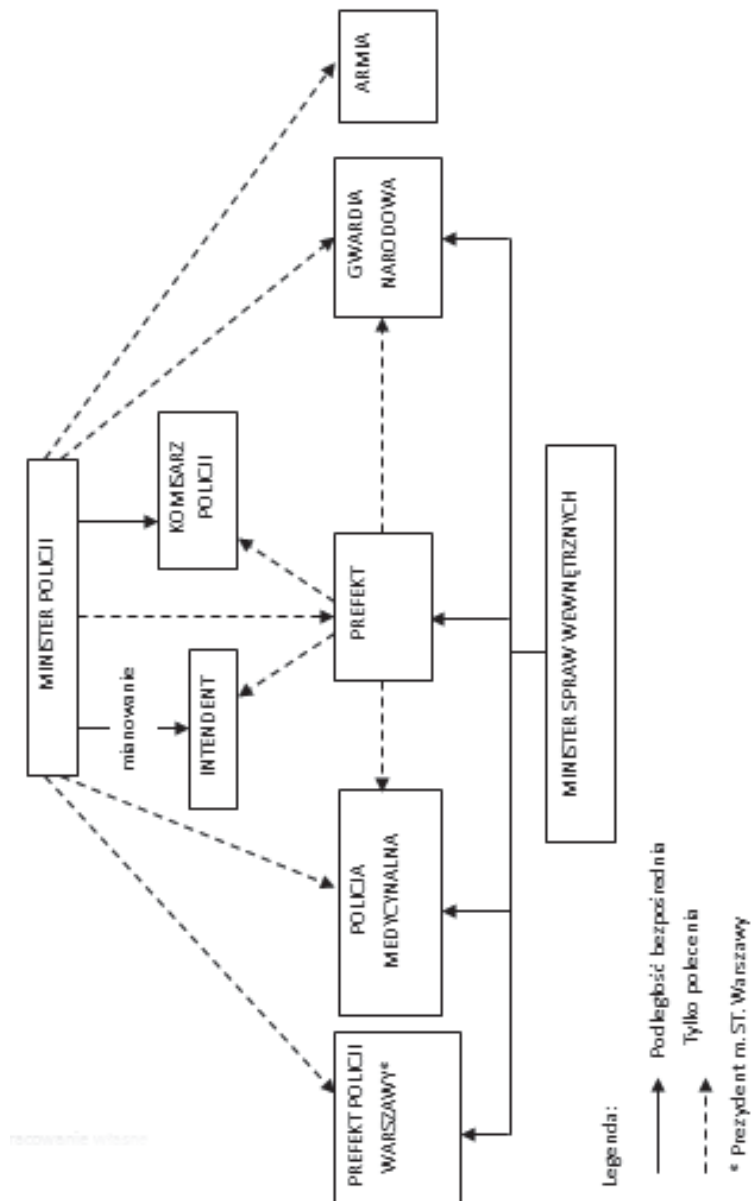 MINISTER POLICJI
mianowanie
INTENDENT
KOMISARZ
POLICJI
PREFEKT POLICJI
WARSZAWY*
POLICJA
MEDYCYNALNA
PREFEKT
GWARDIA
NARODOWA
ARMIA
MINISTER SPRAW WEWNĘTRZNYCH
Legenda:
Podległość bezpośrednia
Tylko polecenia
* Prezydent m. ST. Warszawy